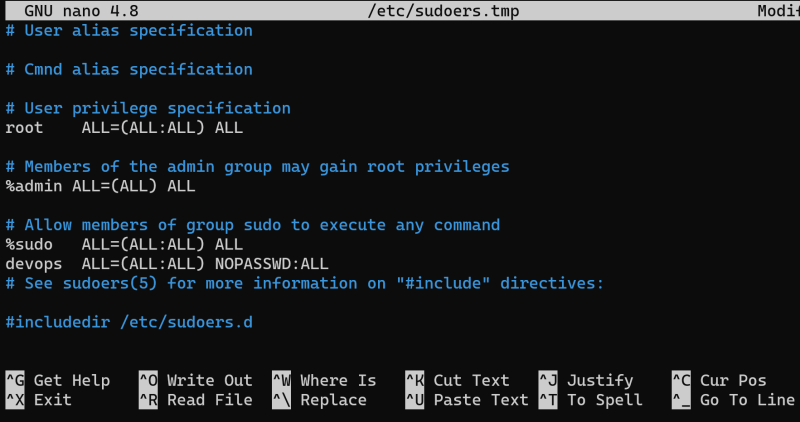 GNU nano 4.8 /etc/sudoers.tmp Modif
# User alias specification
# Cmnd alias specification
# User privilege specification
root    ALL=(ALL:ALL) ALL
# Members of the admin group may gain root privileges
%admin ALL=(ALL) ALL
# Allow members of group sudo to execute any command
%sudo   ALL=(ALL:ALL) ALL
devops  ALL=(ALL:ALL) NOPASSWD:ALL
# See sudoers(5) for more information on "#include" directives:
#includedir /etc/sudoers.d
^G Get Help ^O Write Out ^W Where Is ^K Cut Text ^J Justify ^C Cur Pos
^X Exit ^R Read File ^\ Replace ^U Paste Text ^T To Spell ^_ Go To Line